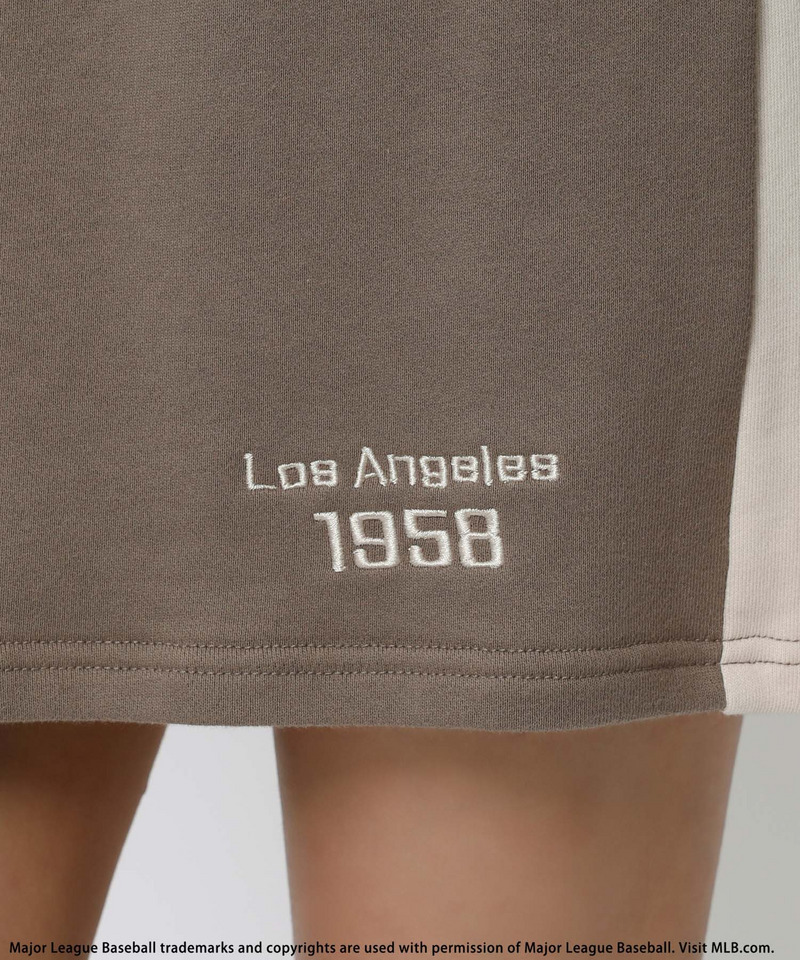 Los Angeles
1958
Major League Baseball trademarks and copyrights are used with permission of Major League Baseball. Visit MLB.com.